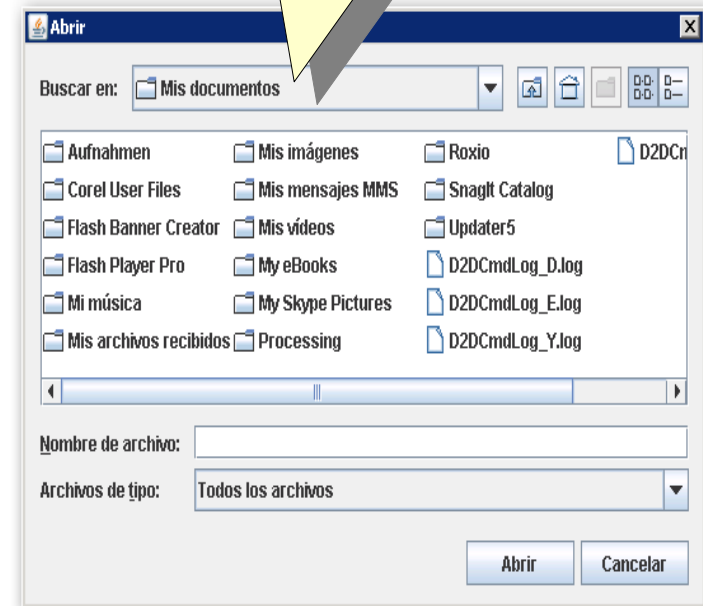 Abrir
Buscar en: Mis documentos
Aufnahmen Mis imágenes Roxio
Corel User Files Mis mensajes MMS SnagIt Catalog
Flash Banner Creator Mis vídeos Updater5
Flash Player Pro My eBooks D2DCmdLog_D.log
Mi música My Skype Pictures D2DCmdLog_E.log
Mis archivos recibidos Processing D2DCmdLog_Y.log
Nombre de archivo:
Archivos de tipo: Todos los archivos
Abrir Cancelar